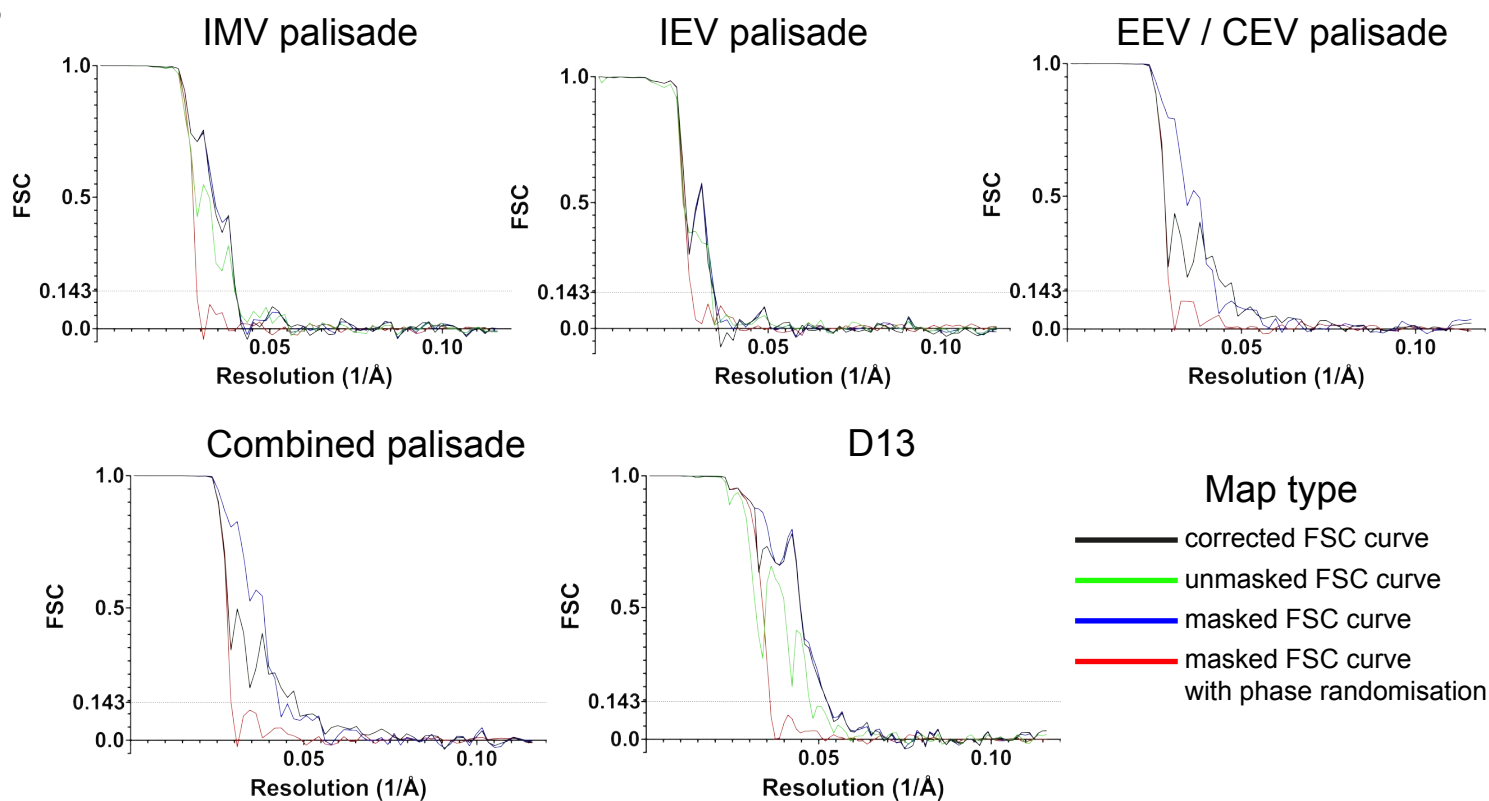 IMV palisade
1.0
0.5
0.143
0.0
FSC
0.05
0.10
Resolution (1/Å)
IEV palisade
1.0
0.5
0.143
0.0
FSC
0.05
0.10
Resolution (1/Å)
EEV / CEV palisade
1.0
0.5
0.143
0.0
FSC
0.05
0.10
Resolution (1/Å)
Combined palisade
1.0
0.5
0.143
0.0
FSC
0.05
0.10
Resolution (1/Å)
D13
1.0
0.5
0.143
0.0
FSC
0.05
0.10
Resolution (1/Å)
Map type
corrected FSC curve
unmasked FSC curve
masked FSC curve
masked FSC curve
with phase randomisation